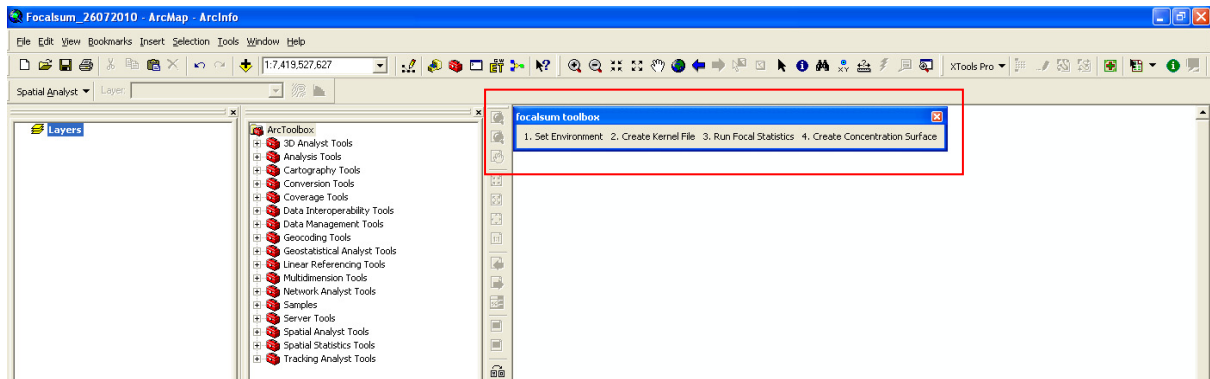 Focalsum_26072010 - ArcMap - ArcInfo
File Edit View Bookmarks Insert Selection Tools Window Help
1:7,419,527,627
XTools Pro
Spatial Analyst Layer:
Layers
ArcToolbox
3D Analyst Tools
Analysis Tools
Cartography Tools
Conversion Tools
Coverage Tools
Data Interoperability Tools
Data Management Tools
Geocoding Tools
Geostatistical Analyst Tools
Linear Referencing Tools
Multidimension Tools
Network Analyst Tools
Samples
Server Tools
Spatial Analyst Tools
Spatial Statistics Tools
Tracking Analyst Tools
focalsum toolbox
1. Set Environment 2. Create Kernel File 3. Run Focal Statistics 4. Create Concentration Surface